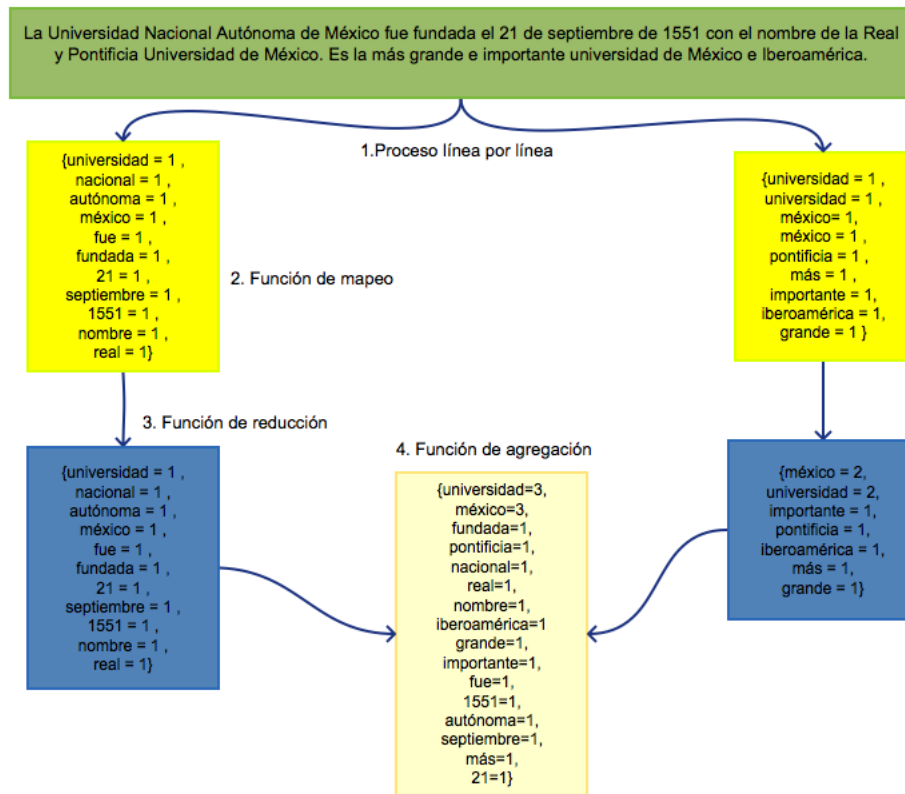 La Universidad Nacional Autónoma de México fue fundada el 21 de septiembre de 1551 con el nombre de la Real
y Pontificia Universidad de México. Es la más grande e importante universidad de México e Iberoamérica.
1.Proceso línea por línea
{universidad = 1 ,
nacional = 1 ,
autónoma = 1 ,
méxico = 1 ,
fue = 1 ,
fundada = 1 ,
21 = 1 ,
septiembre = 1 ,
1551 = 1 ,
nombre = 1 ,
real = 1}
{universidad = 1 ,
universidad = 1 ,
méxico= 1,
méxico = 1 ,
pontificia = 1 ,
más = 1 ,
importante = 1,
iberoamérica = 1,
grande = 1 }
2. Función de mapeo
3. Función de reducción
{universidad = 1 ,
nacional = 1 ,
autónoma = 1 ,
méxico = 1 ,
fue = 1 ,
fundada = 1 ,
21 = 1 ,
septiembre = 1 ,
1551 = 1 ,
nombre = 1 ,
real = 1}
4. Función de agregación
{universidad=3,
méxico=3,
fundada=1,
pontificia=1,
nacional=1,
real=1,
nombre=1,
iberoamérica=1
grande=1,
importante=1,
fue=1,
1551=1,
autónoma=1,
septiembre=1,
más=1,
21=1}
{méxico = 2,
universidad = 2,
importante = 1,
pontificia = 1,
iberoamérica = 1,
más = 1,
grande = 1}